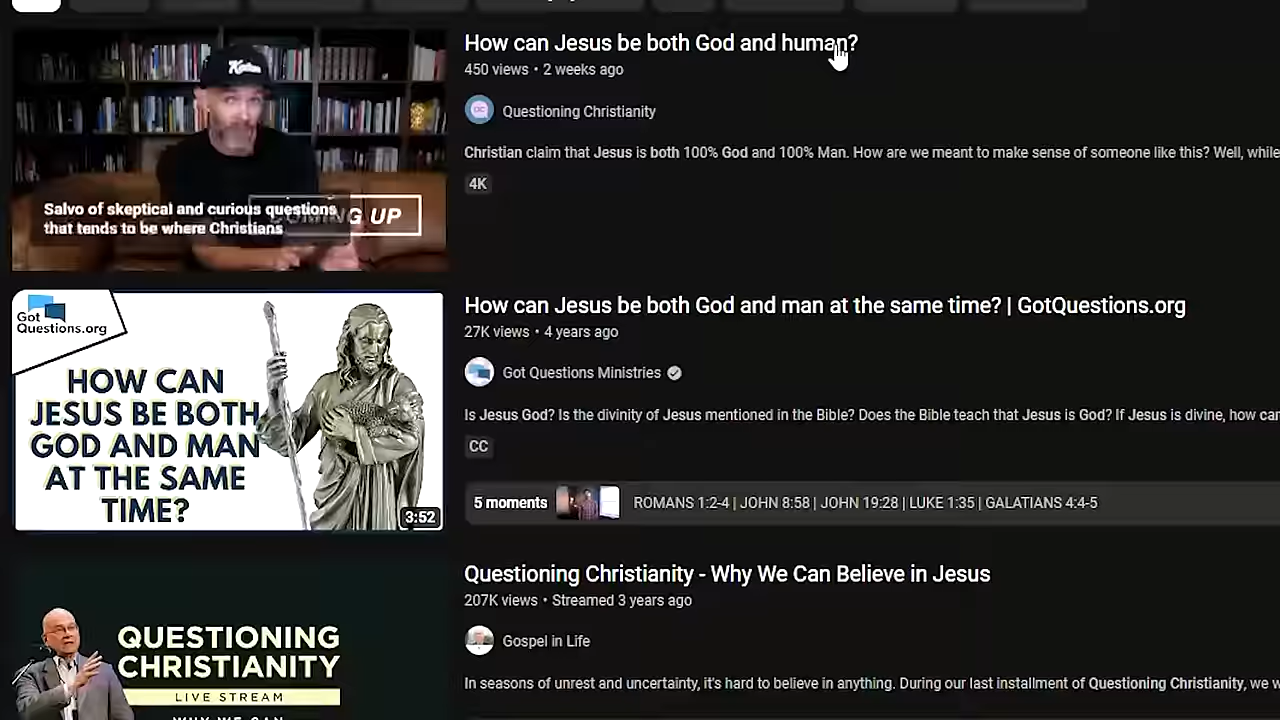 How can Jesus be both God and human?
450 views • 2 weeks ago
Questioning Christianity
Christian claim that Jesus is both 100% God and 100% Man. How are we meant to make sense of someone like this? Well, while
4K
Salvo of skeptical and curious questions
that tends to be where Christians
G UP
How can Jesus be both God and man at the same time? | GotQuestions.org
27K views • 4 years ago
Got Questions Ministries
Is Jesus God? Is the divinity of Jesus mentioned in the Bible? Does the Bible teach that Jesus is God? If Jesus is divine, how can
CC
5 moments
ROMANS 1:2-4 | JOHN 8:58 | JOHN 19:28 | LUKE 1:35 | GALATIANS 4:4-5
Got
Questions.org
HOW CAN
JESUS BE BOTH
GOD AND MAN
AT THE SAME
TIME?
3:52
Questioning Christianity - Why We Can Believe in Jesus
207K views • Streamed 3 years ago
Gospel in Life
In seasons of unrest and uncertainty, it's hard to believe in anything. During our last installment of Questioning Christianity, we w
QUESTIONING
CHRISTIANITY
LIVE STREAM
WHY WE CAN